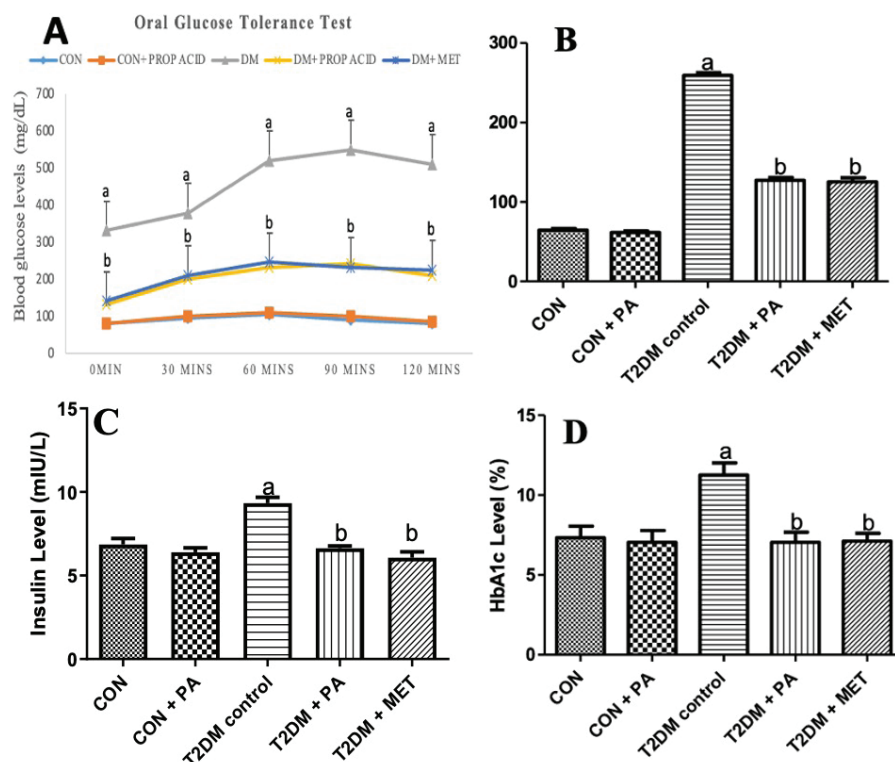 A
Oral Glucose Tolerance Test
CON CON+PROP ACID DM DM+PROP ACID DM+MET
Blood glucose levels (mg/dL)
700
600
500
400
300
200
100
0
a a a a a
b b b b b
0MIN 30 MINS 60 MINS 90 MINS 120 MINS
B
300
200
100
0
a
b b
CON CON + PA T2DM control T2DM + PA T2DM + MET
C
Insulin Level (mIU/L)
15
10
5
0
a
b b
CON CON + PA T2DM control T2DM + PA T2DM + MET
D
HbA1c Level (%)
15
10
5
0
a
b b
CON CON + PA T2DM control T2DM + PA T2DM + MET